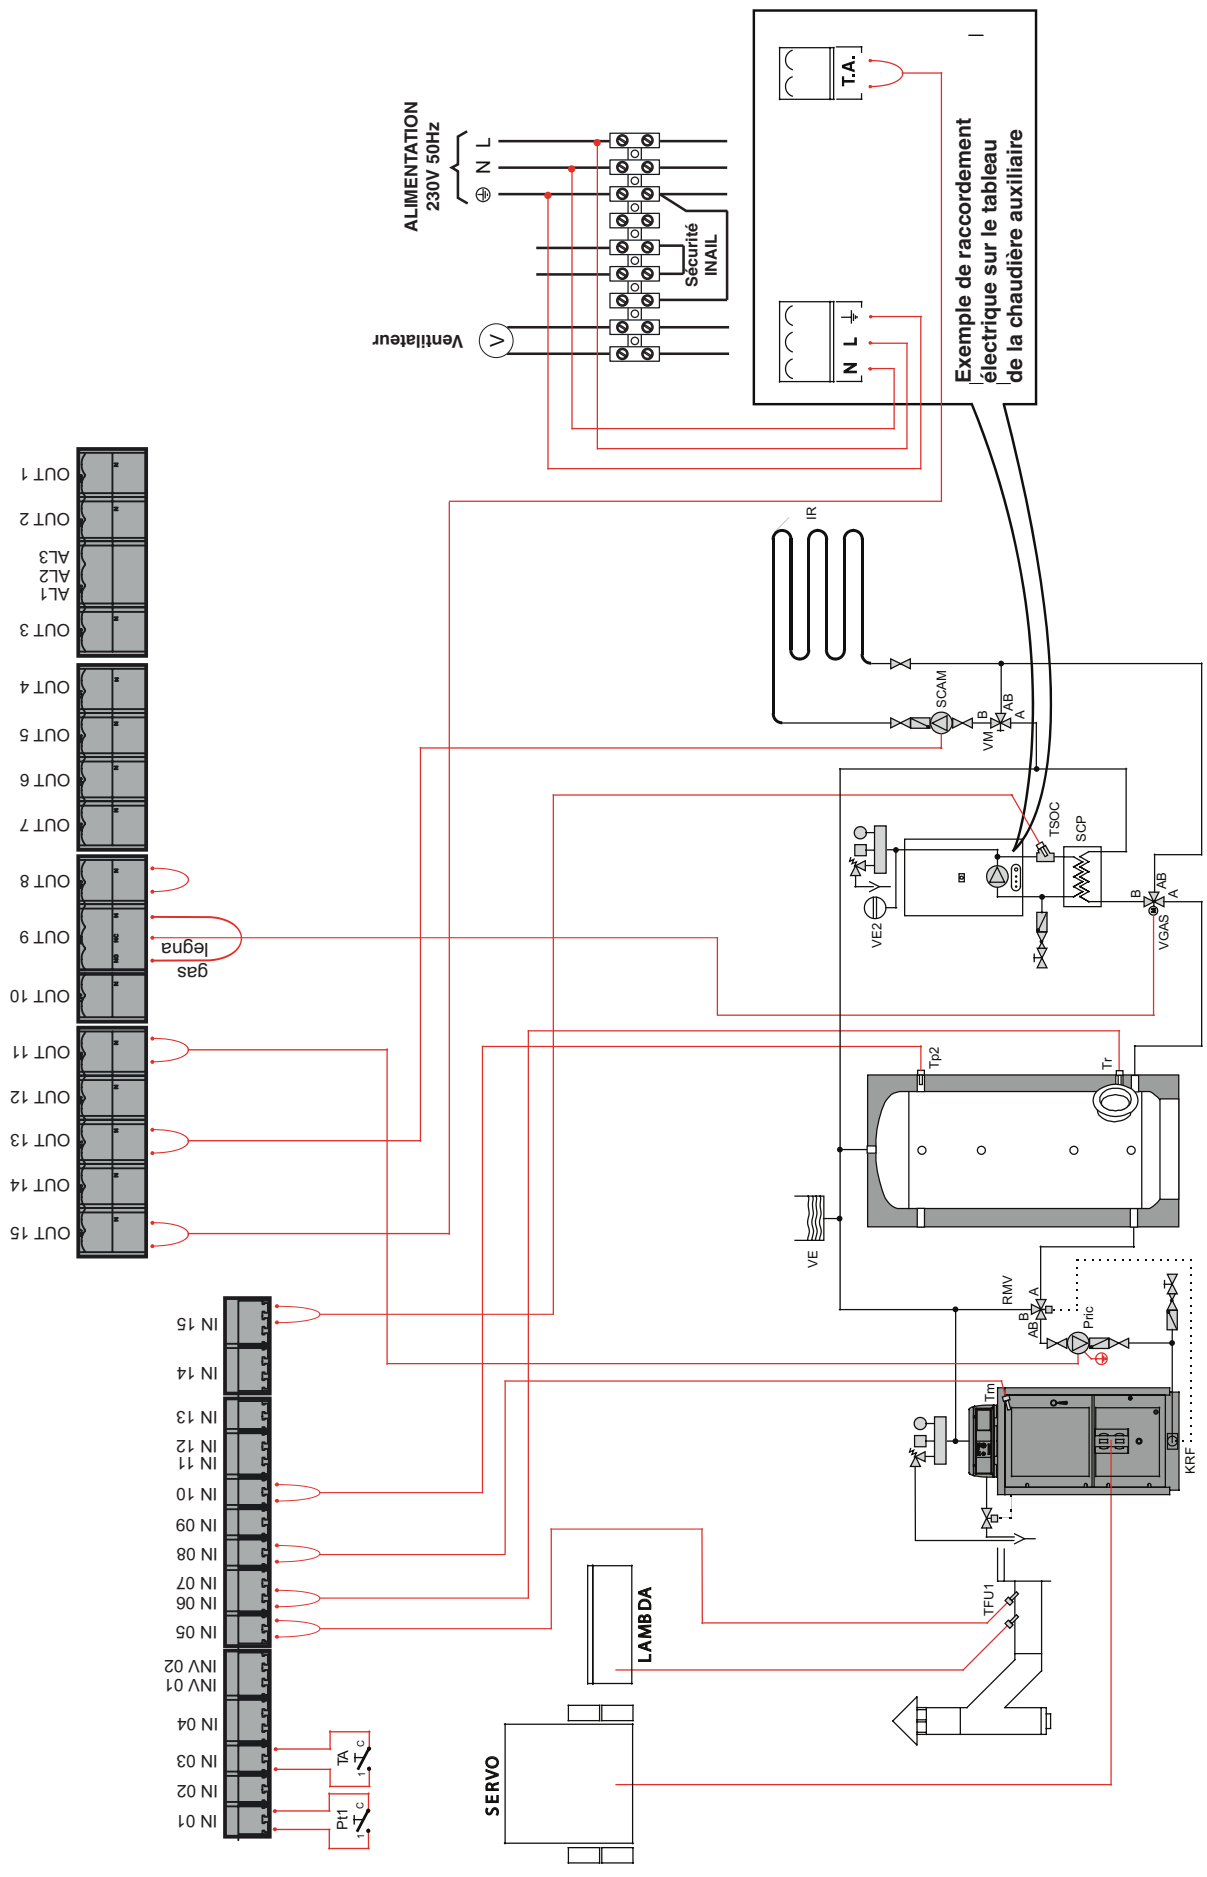 ALIMENTATION
230V 50Hz
L
N
Sécurité
INAIL
Ventilateur
V
T.A.
N L
Exemple de raccordement
électrique sur le tableau
de la chaudière auxiliaire
OUT 1
OUT 2
AL3
AL2
AL1
OUT 3
OUT 4
OUT 5
OUT 6
OUT 7
OUT 8
OUT 9
OUT 10
OUT 11
OUT 12
OUT 13
OUT 14
OUT 15
legna
gas
IN 15
IN 14
IN 13
IN 12
IN 11
IN 10
IN 09
IN 08
IN 07
IN 06
IN 05
INV 02
INV 01
IN 04
IN 03
IN 02
IN 01
TA
1
C
Pt1
1
C
IR
SCAM
VM
B
AB
A
TSOC
SCP
VE2
VGAS
B
AB
A
Tp2
Tr
VE
RMV
A
B
AB
Pric
Tm
KRF
TFU1
LAMBDA
SERVO